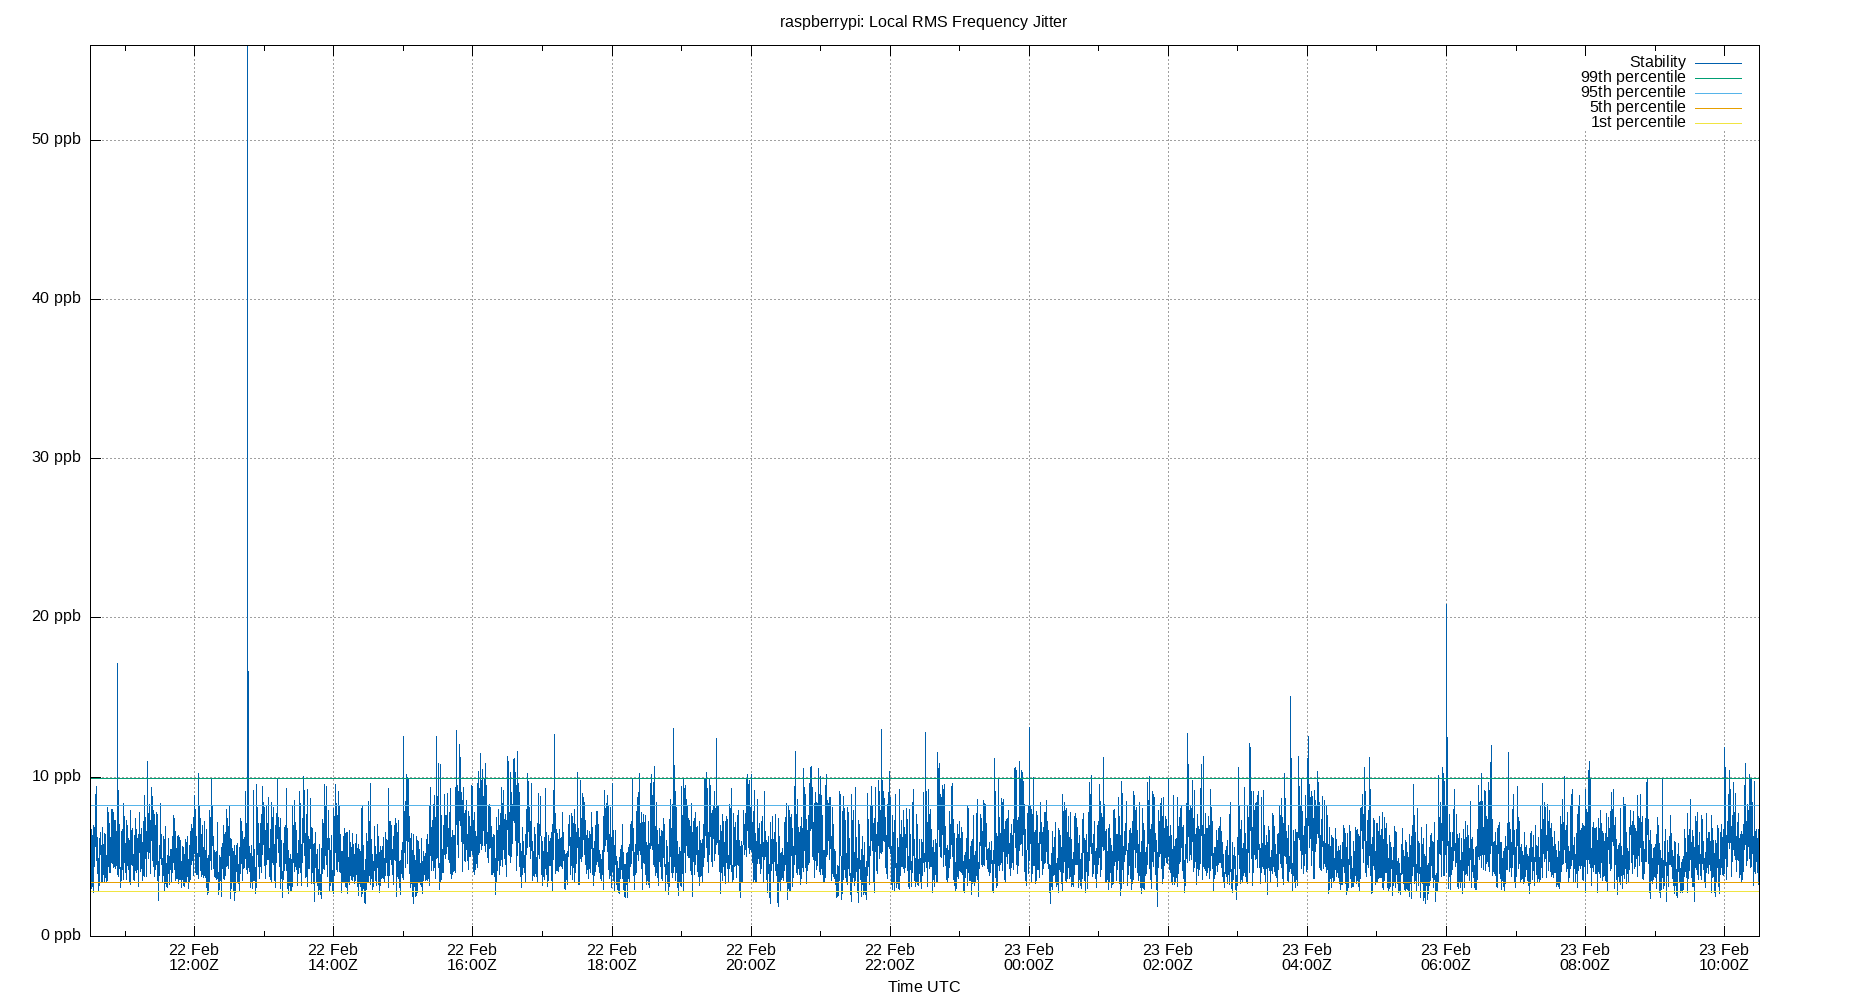 raspberrypi: Local RMS Frequency Jitter
Stability
99th percentile
95th percentile
5th percentile
1st percentile
50 ppb
40 ppb
30 ppb
20 ppb
10 ppb
0 ppb
22 Feb 22 Feb 22 Feb 22 Feb 22 Feb 22 Feb 23 Feb 23 Feb 23 Feb 23 Feb 23 Feb 23 Feb
12:00Z 14:00Z 16:00Z 18:00Z 20:00Z 22:00Z 00:00Z 02:00Z 04:00Z 06:00Z 08:00Z 10:00Z
Time UTC